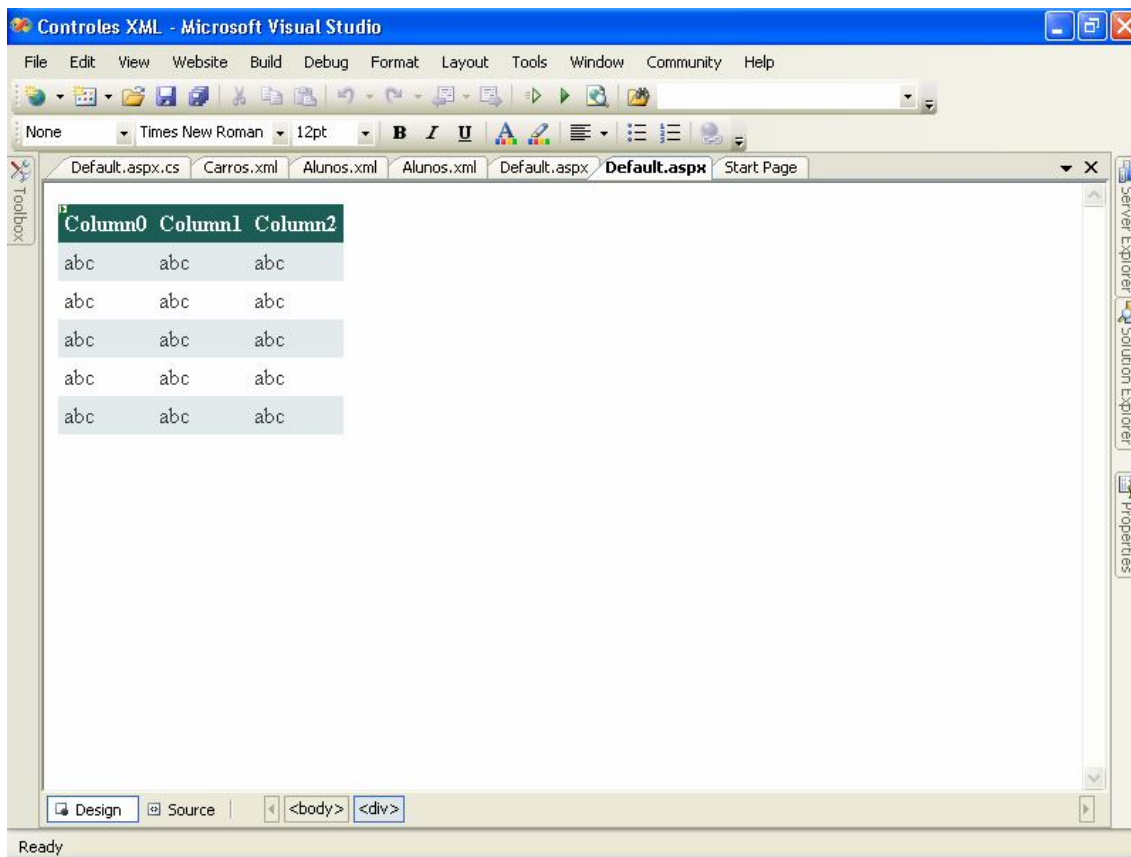 Controles XML - Microsoft Visual Studio
File Edit View Website Build Debug Format Layout Tools Window Community Help
None Times New Roman 12pt B I U A
Default.aspx.cs Carros.xml Alunos.xml Alunos.xml Default.aspx Default.aspx Start Page
Toolbox
Column0 Column1 Column2
abc abc abc
abc abc abc
abc abc abc
abc abc abc
abc abc abc
Server Explorer
Solution Explorer
Properties
Design Source <body> <div>
Ready